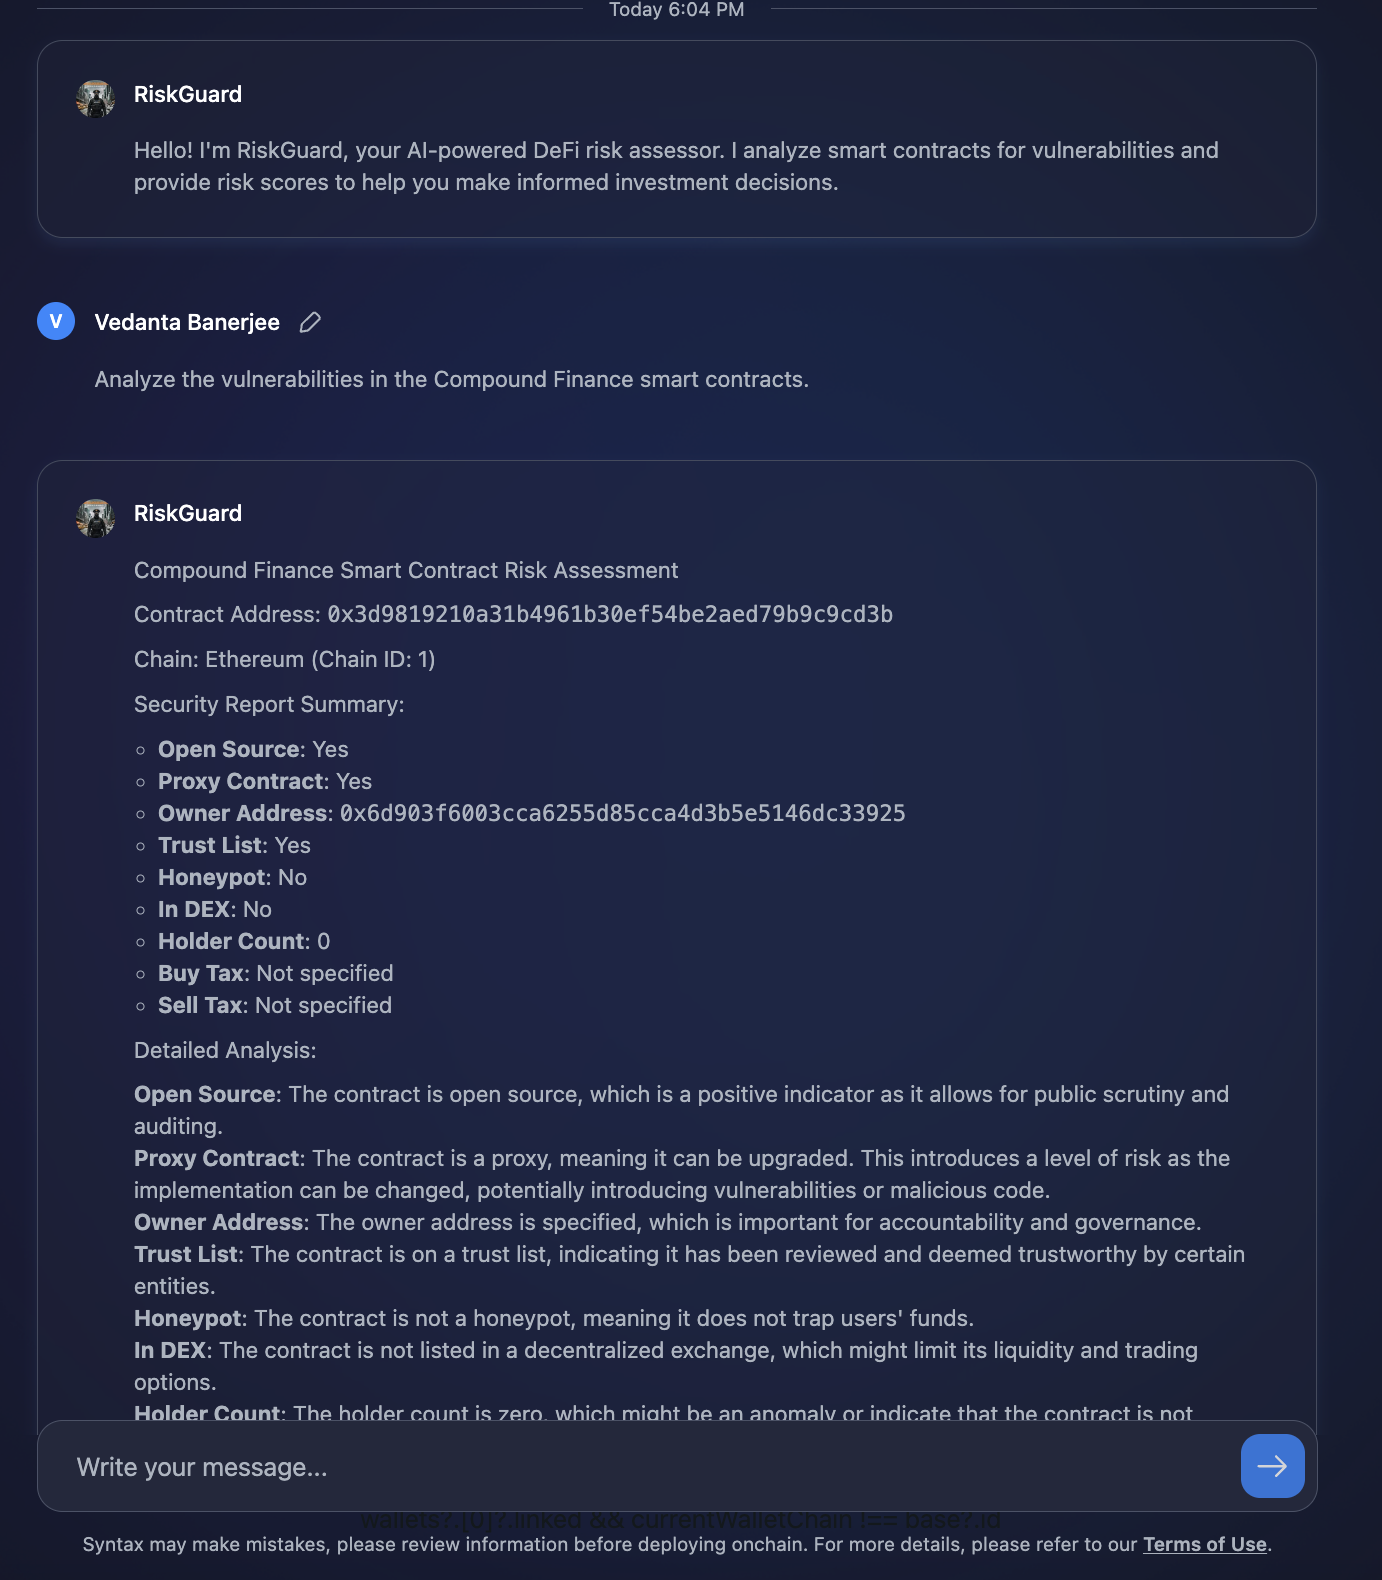 Today 6:04 PM
RiskGuard
Hello! I'm RiskGuard, your AI-powered DeFi risk assessor. I analyze smart contracts for vulnerabilities and
provide risk scores to help you make informed investment decisions.
V
Vedanta Banerjee
Analyze the vulnerabilities in the Compound Finance smart contracts.
RiskGuard
Compound Finance Smart Contract Risk Assessment
Contract Address: 0x3d9819210a31b4961b30ef54be2aed79b9c9cd3b
Chain: Ethereum (Chain ID: 1)
Security Report Summary:
Open Source: Yes
Proxy Contract: Yes
Owner Address: 0x6d903f6003cca6255d85cca4d3b5e5146dc33925
Trust List: Yes
Honeypot: No
In DEX: No
Holder Count: 0
Buy Tax: Not specified
Sell Tax: Not specified
Detailed Analysis:
Open Source: The contract is open source, which is a positive indicator as it allows for public scrutiny and
auditing.
Proxy Contract: The contract is a proxy, meaning it can be upgraded. This introduces a level of risk as the
implementation can be changed, potentially introducing vulnerabilities or malicious code.
Owner Address: The owner address is specified, which is important for accountability and governance.
Trust List: The contract is on a trust list, indicating it has been reviewed and deemed trustworthy by certain
entities.
Honeypot: The contract is not a honeypot, meaning it does not trap users' funds.
In DEX: The contract is not listed in a decentralized exchange, which might limit its liquidity and trading
options.
Holder Count: The holder count is zero, which might be an anomaly or indicate that the contract is not
Write your message...
wallets?.[0]?.linked && currentWalletChain !== base?.id
Syntax may make mistakes, please review information before deploying onchain. For more details, please refer to our Terms of Use.